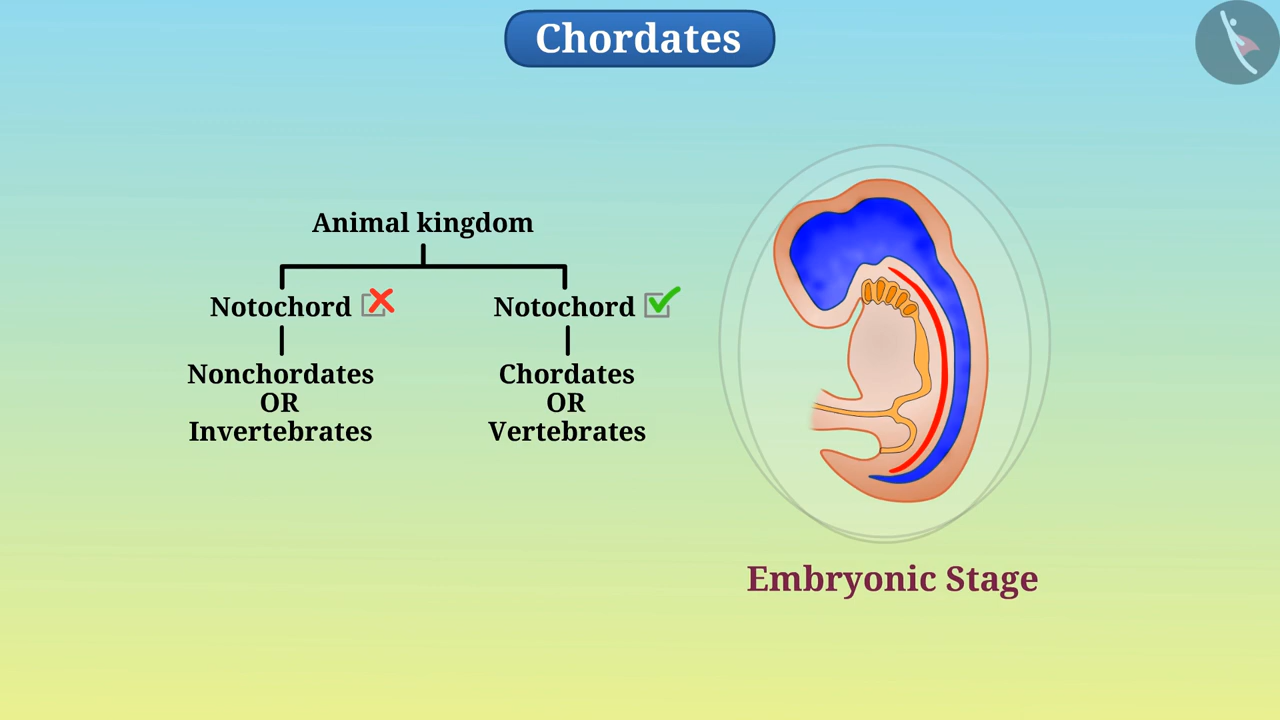 Chordates
Animal kingdom
Notochord
Notochord
Nonchordates
OR
Invertebrates
Chordates
OR
Vertebrates
Embryonic Stage